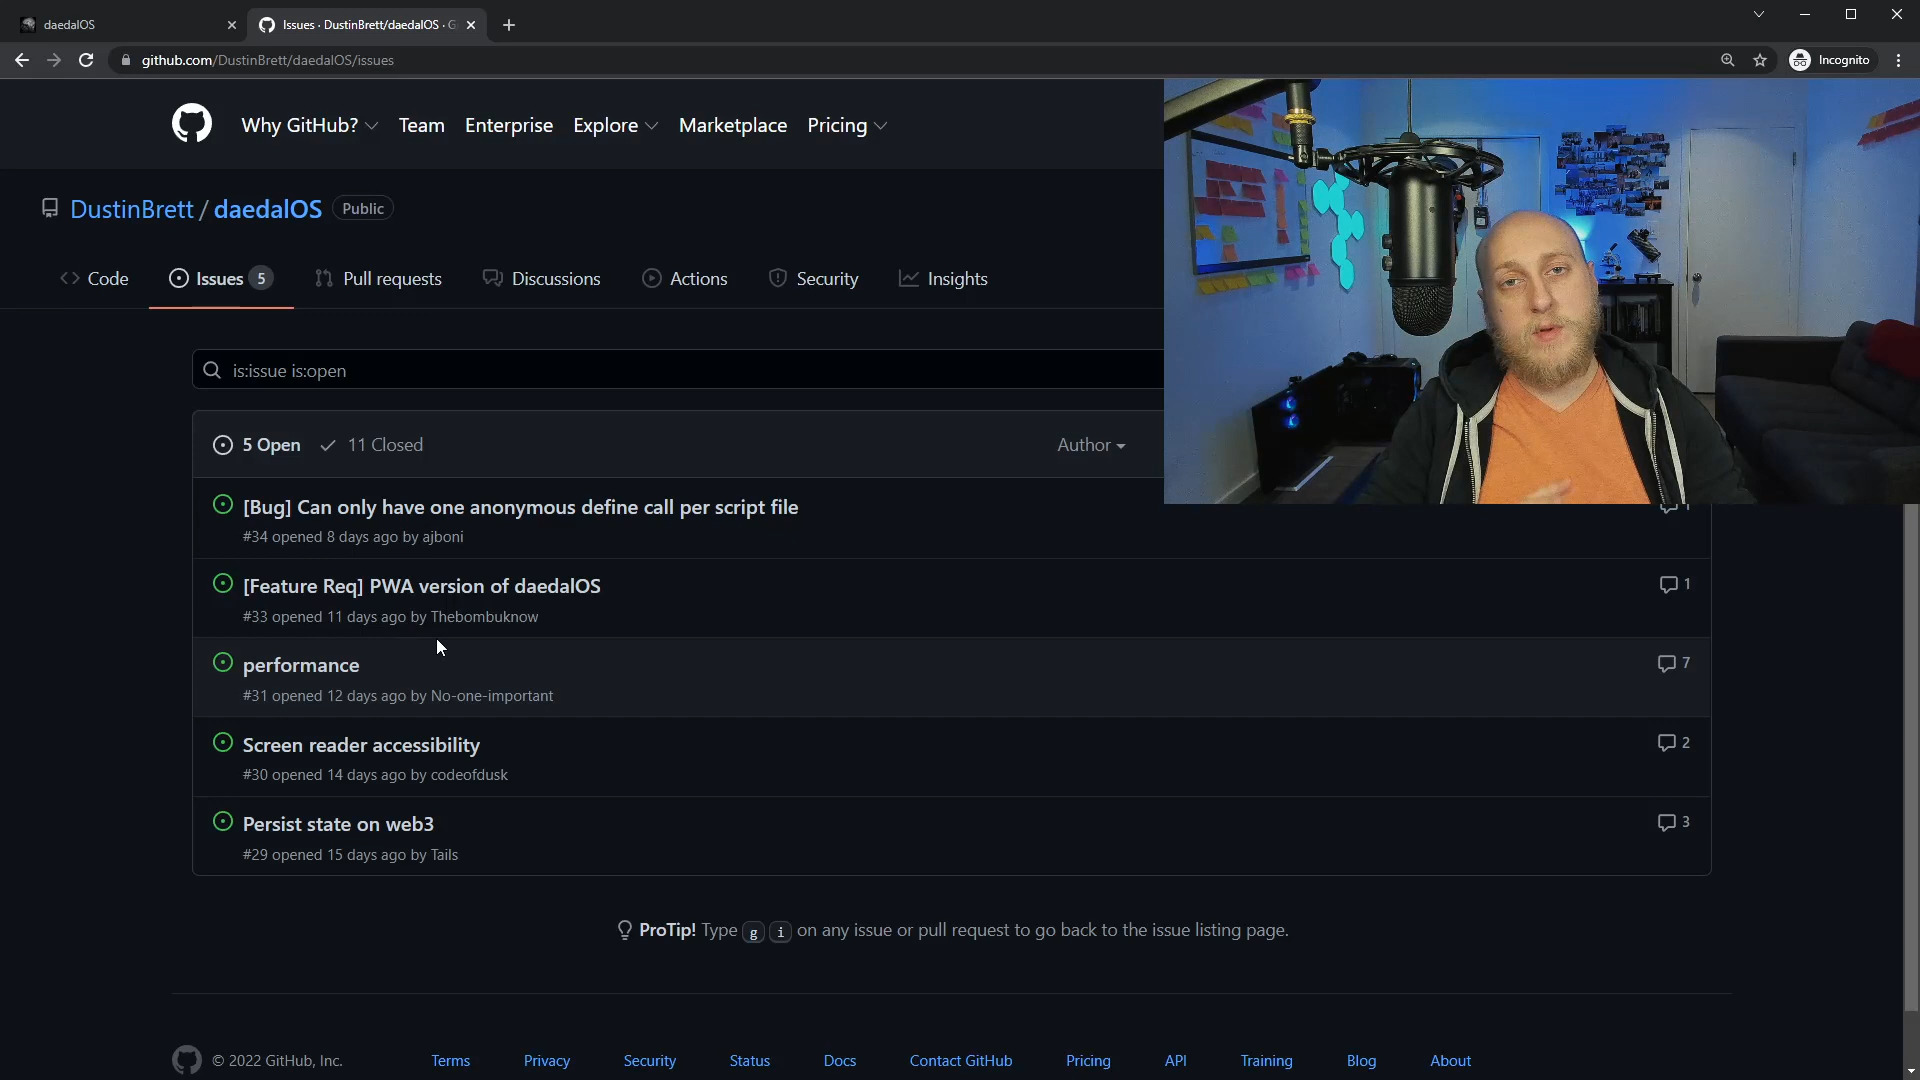 daedalOS
Issues · DustinBrett/daedalOS · G
github.com/DustinBrett/daedalOS/issues
Incognito
Why GitHub?
Team
Enterprise
Explore
Marketplace
Pricing
DustinBrett / daedalOS
Public
Code
Issues 5
Pull requests
Discussions
Actions
Security
Insights
is:issue is:open
5 Open
11 Closed
Author
[Bug] Can only have one anonymous define call per script file
#34 opened 8 days ago by ajboni
1
[Feature Req] PWA version of daedalOS
#33 opened 11 days ago by Thebombuknow
1
performance
#31 opened 12 days ago by No-one-important
7
Screen reader accessibility
#30 opened 14 days ago by codeofdusk
2
Persist state on web3
#29 opened 15 days ago by Tails
3
ProTip! Type g i on any issue or pull request to go back to the issue listing page.
© 2022 GitHub, Inc.
Terms
Privacy
Security
Status
Docs
Contact GitHub
Pricing
API
Training
Blog
About